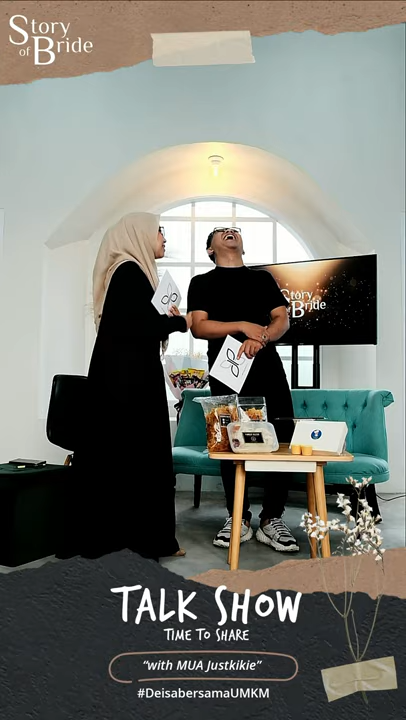 Story
of Bride
Story
of Bride
TALK SHOW
TIME TO SHARE
“with MUA Justkikie”
#DeisabersamaUMKM